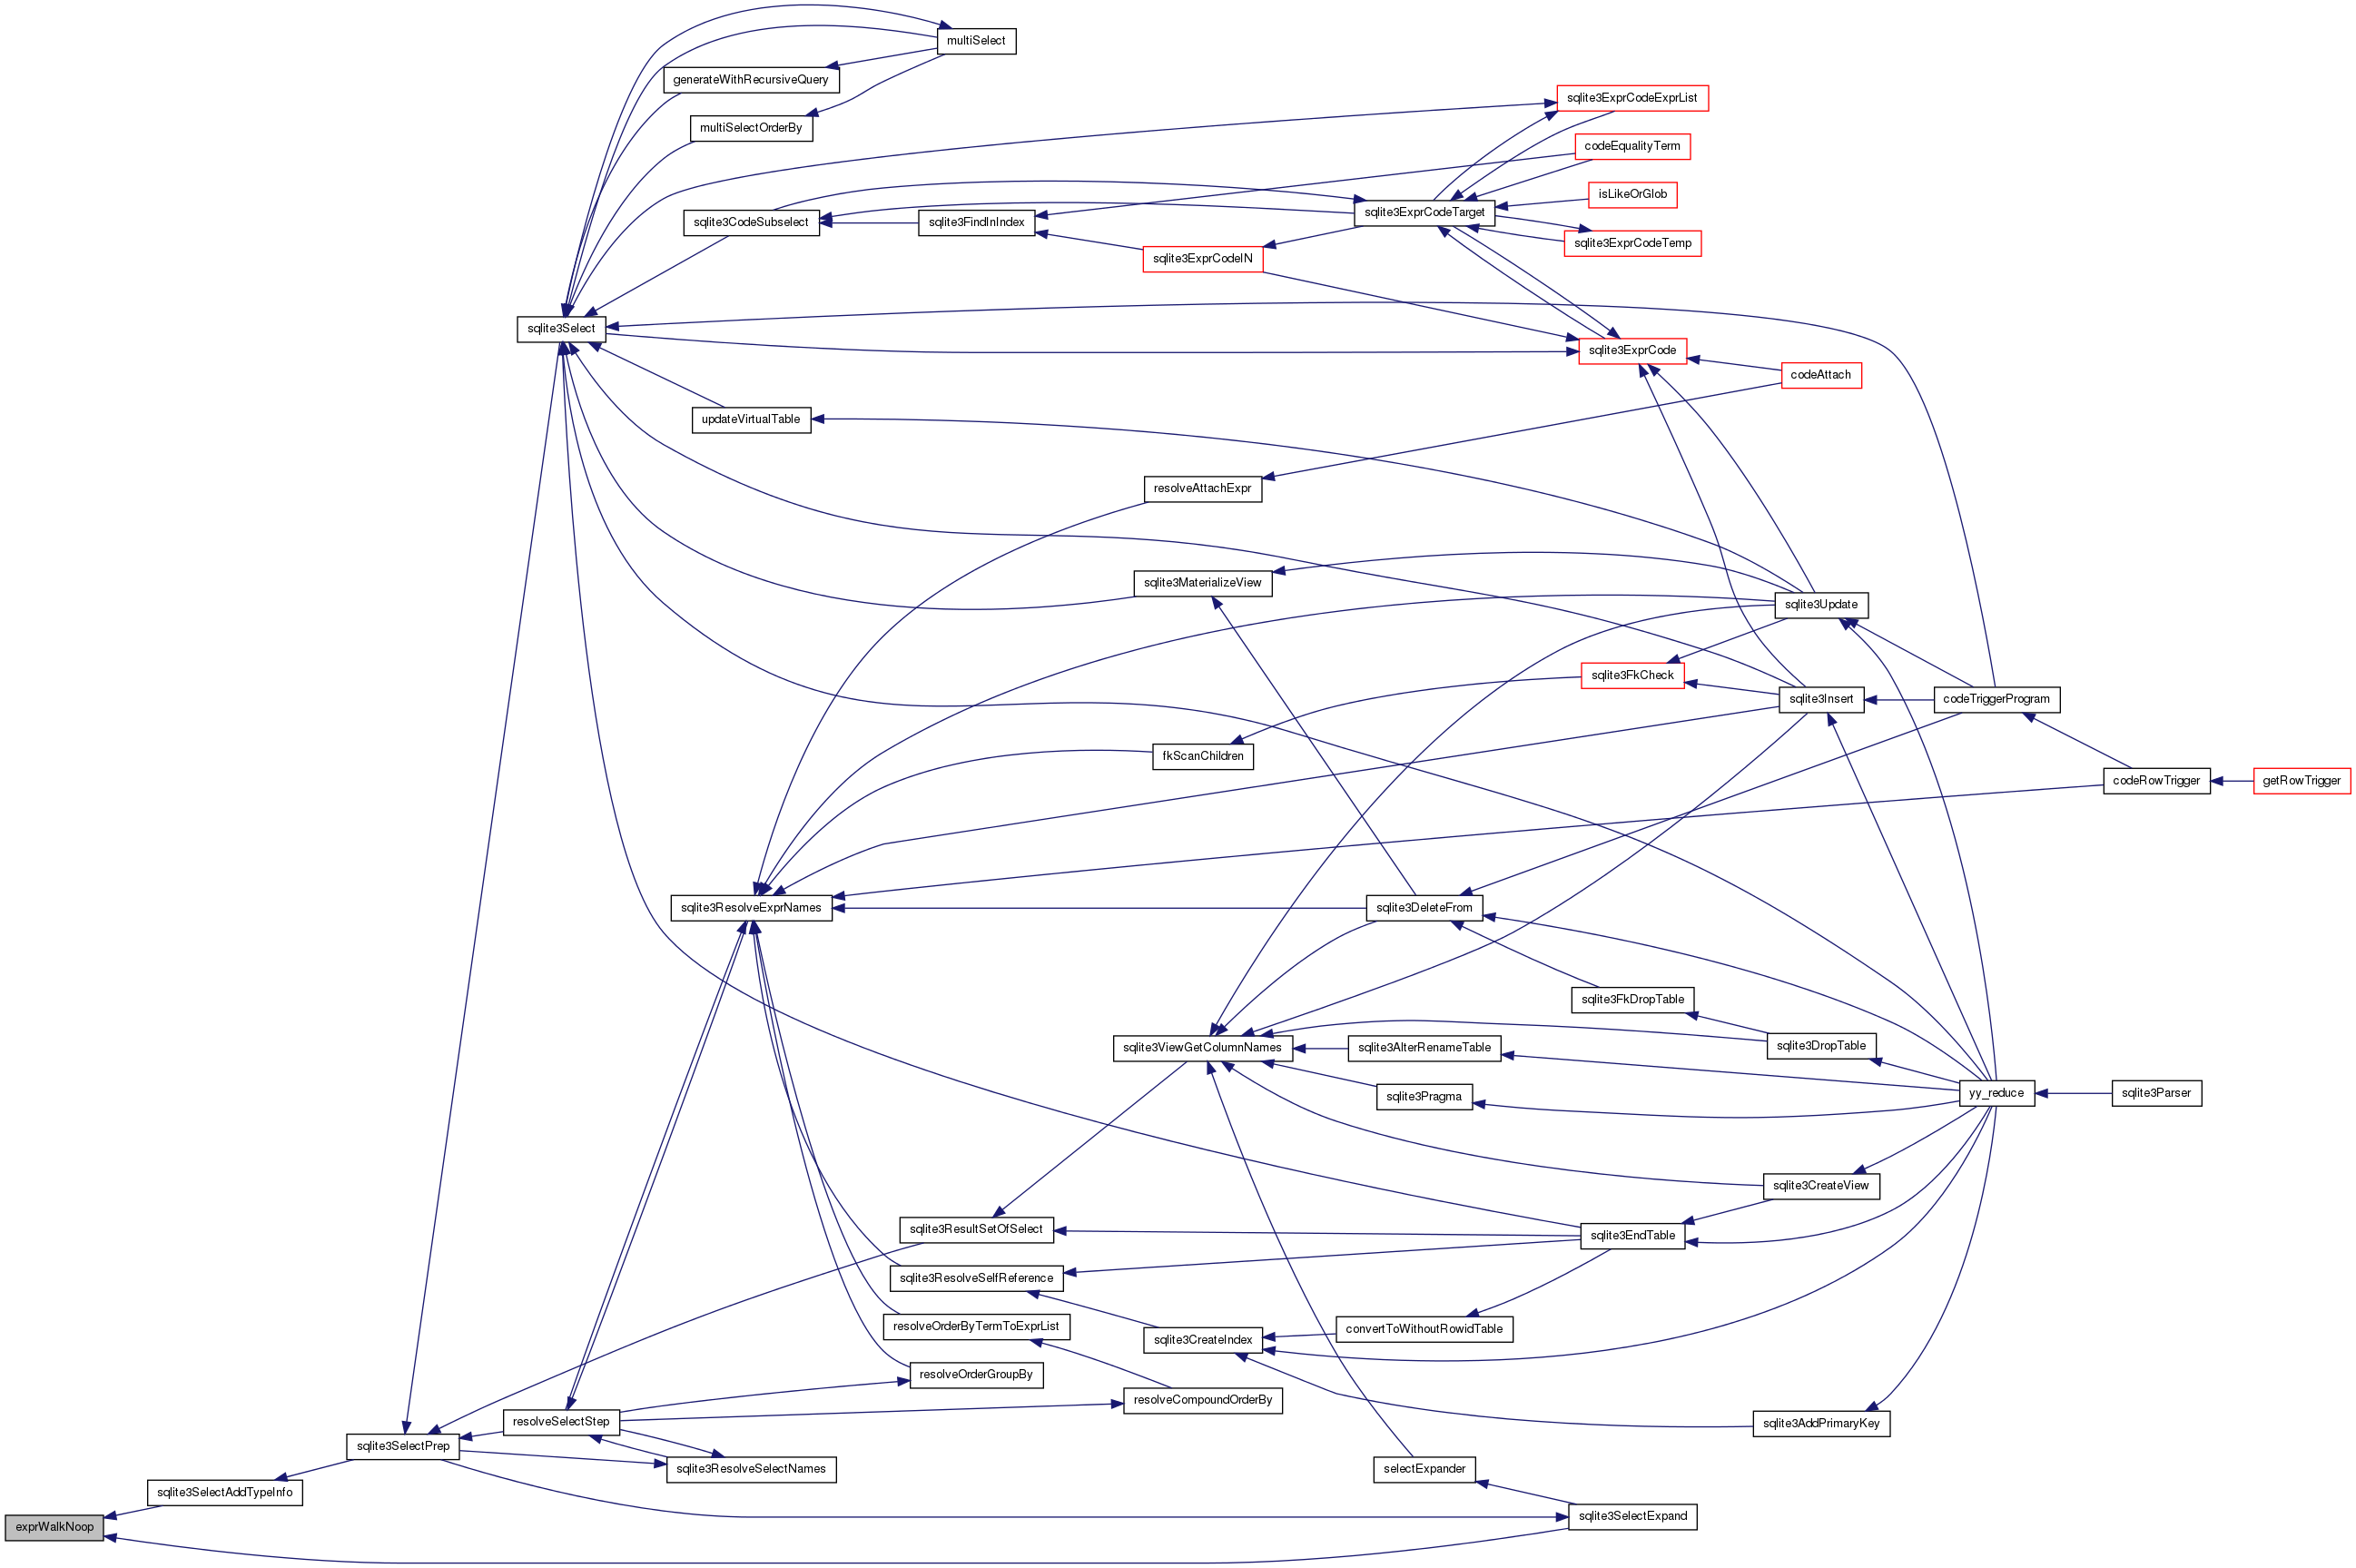 multiSelect
generateWithRecursiveQuery
sqlite3ExprCodeExprList
multiSelectOrderBy
codeEqualityTerm
isLikeOrGlob
sqlite3ExprCodeTarget
sqlite3CodeSubselect
sqlite3FindInIndex
sqlite3ExprCodeTemp
sqlite3ExprCodeIN
sqlite3Select
sqlite3ExprCode
codeAttach
updateVirtualTable
resolveAttachExpr
sqlite3MaterializeView
sqlite3Update
sqlite3FkCheck
sqlite3Insert
codeTriggerProgram
fkScanChildren
codeRowTrigger
getRowTrigger
sqlite3ResolveExprNames
sqlite3DeleteFrom
sqlite3FkDropTable
sqlite3ViewGetColumnNames
sqlite3AlterRenameTable
sqlite3DropTable
sqlite3Pragma
yy_reduce
sqlite3Parser
sqlite3CreateView
sqlite3ResultSetOfSelect
sqlite3EndTable
sqlite3ResolveSelfReference
resolveOrderByTermToExprList
convertToWithoutRowidTable
sqlite3CreateIndex
resolveOrderGroupBy
resolveCompoundOrderBy
resolveSelectStep
sqlite3AddPrimaryKey
sqlite3SelectPrep
sqlite3ResolveSelectNames
selectExpander
sqlite3SelectAddTypeInfo
sqlite3SelectExpand
exprWalkNoop